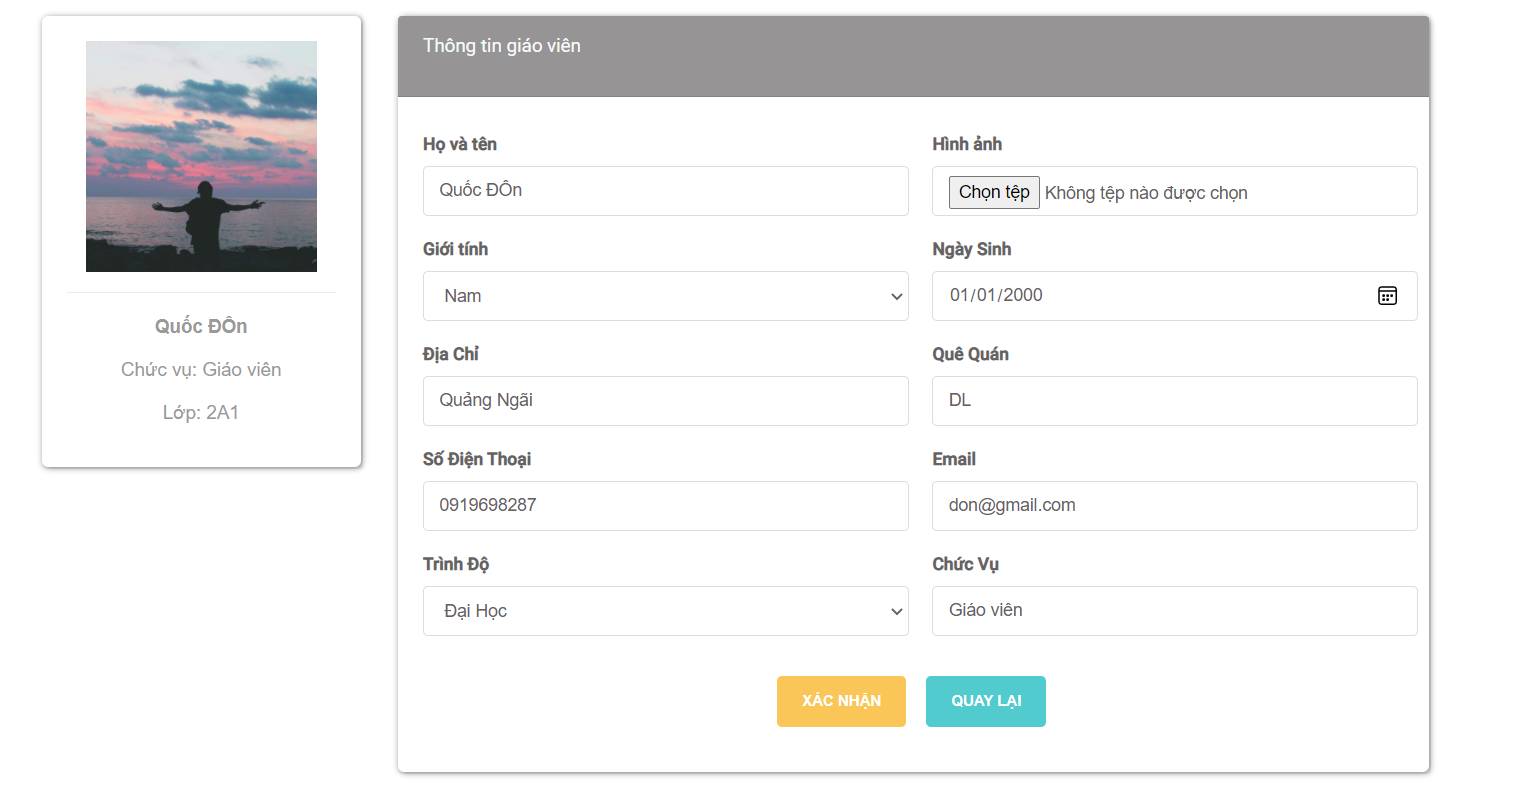 Quốc ĐÔn
Chức vụ: Giáo viên
Lớp: 2A1
Thông tin giáo viên
Họ và tên
Quốc ĐÔn
Hình ảnh
Chọn tệp Không tệp nào được chọn
Giới tính
Nam
Ngày Sinh
01/01/2000
Địa Chỉ
Quảng Ngãi
Quê Quán
DL
Số Điện Thoại
0919698287
Email
don@gmail.com
Trình Độ
Đại Học
Chức Vụ
Giáo viên
XÁC NHẬN
QUAY LẠI